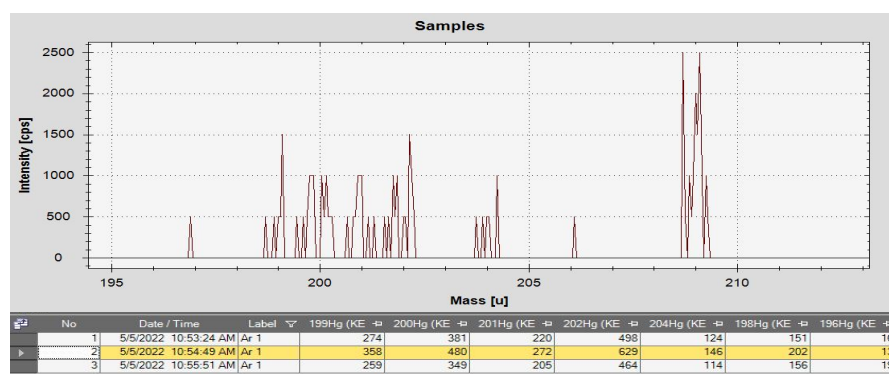 Samples
2500
2000
1500
1000
500
0
Intensity [cps]
195 200 205 210
Mass [u]
No Date / Time Label 199Hg (KE 200Hg (KE 201Hg (KE 202Hg (KE 204Hg (KE 198Hg (KE 196Hg (KE
1 5/5/2022 10:53:24 AM Ar 1 274 381 220 498 124 151
2 5/5/2022 10:54:49 AM Ar 1 358 480 272 629 146 202
3 5/5/2022 10:55:51 AM Ar 1 259 349 205 464 114 156